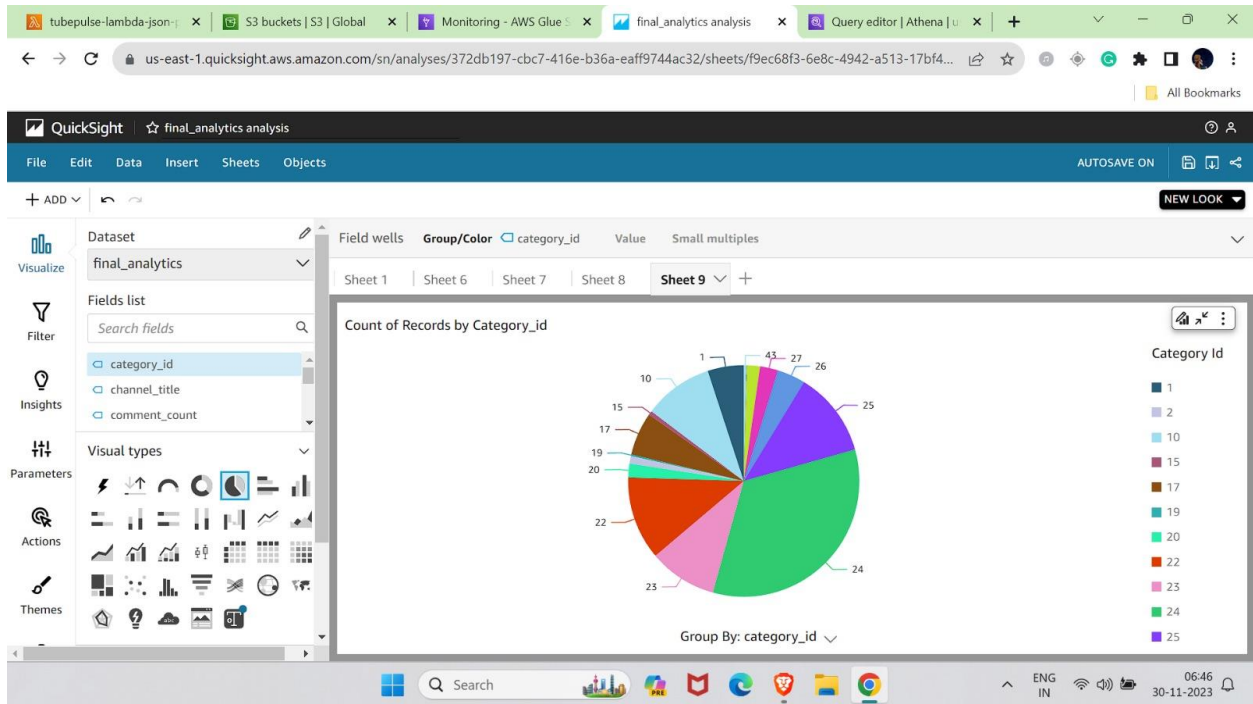 tubepulse-lambda-json-p
S3 buckets | S3 | Global
Monitoring - AWS Glue S
final_analytics analysis
Query editor | Athena | u
us-east-1.quicksight.aws.amazon.com/sn/analyses/372db197-cbc7-416e-b36a-eaff9744ac32/sheets/f9ec68f3-6e8c-4942-a513-17bf4...
All Bookmarks
QuickSight
final_analytics analysis
File Edit Data Insert Sheets Objects
AUTOSAVE ON
ADD
NEW LOOK
Visualize
Filter
Insights
Parameters
Actions
Themes
Dataset
final_analytics
Fields list
Search fields
category_id
channel_title
comment_count
Visual types
Field wells Group/Color category_id Value Small multiples
Sheet 1 Sheet 6 Sheet 7 Sheet 8 Sheet 9
Count of Records by Category_id
1
43
27
26
10
25
15
17
19
20
22
24
23
Group By: category_id
Category Id
1
2
10
15
17
19
20
22
23
24
25
Search
PRE
ENG
IN
06:46
30-11-2023